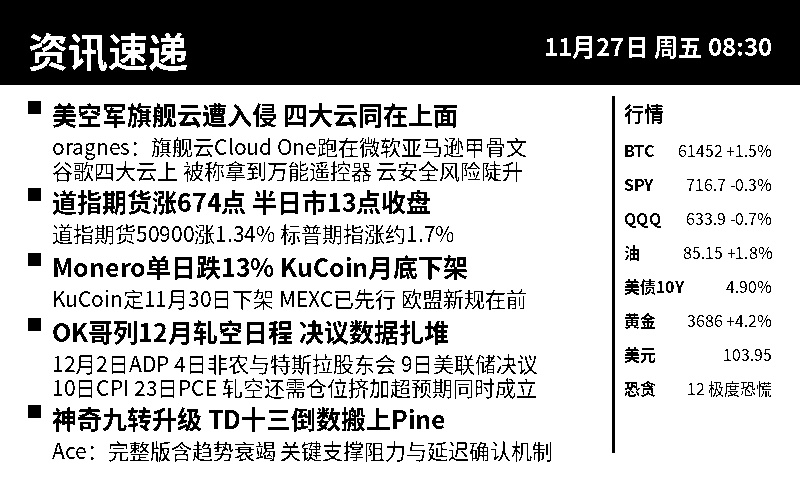 资讯速递
11月27日 周五 08:30
美空军旗舰云遭入侵 四大云同在上面
oragnes：旗舰云Cloud One跑在微软亚马逊甲骨文
谷歌四大云上 被称拿到万能遥控器 云安全风险陡升
道指期货涨674点 半日市13点收盘
道指期货50900涨1.34% 标普期指涨约1.7%
Monero单日跌13% KuCoin月底下架
KuCoin定11月30日下架 MEXC已先行 欧盟新规在前
OK哥列12月轧空日程 决议数据扎堆
12月2日ADP 4日非农与特斯拉股东会 9日美联储决议
10日CPI 23日PCE 轧空还需仓位挤加超预期同时成立
神奇九转升级 TD十三倒数搬上Pine
Ace：完整版含趋势衰竭 关键支撑阻力与延迟确认机制
行情
BTC 61452 +1.5%
SPY 716.7 -0.3%
QQQ 633.9 -0.7%
油 85.15 +1.8%
美债10Y 4.90%
黄金 3686 +4.2%
美元 103.95
恐贪 12 极度恐慌